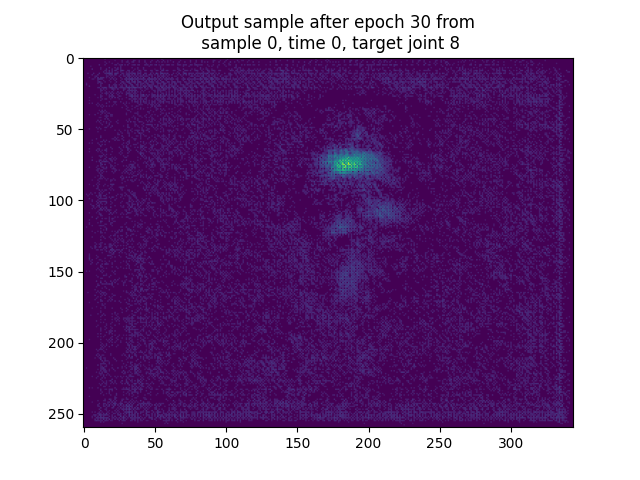 Output sample after epoch 30 from
sample 0, time 0, target joint 8
0
50
100
150
200
250
0 50 100 150 200 250 300